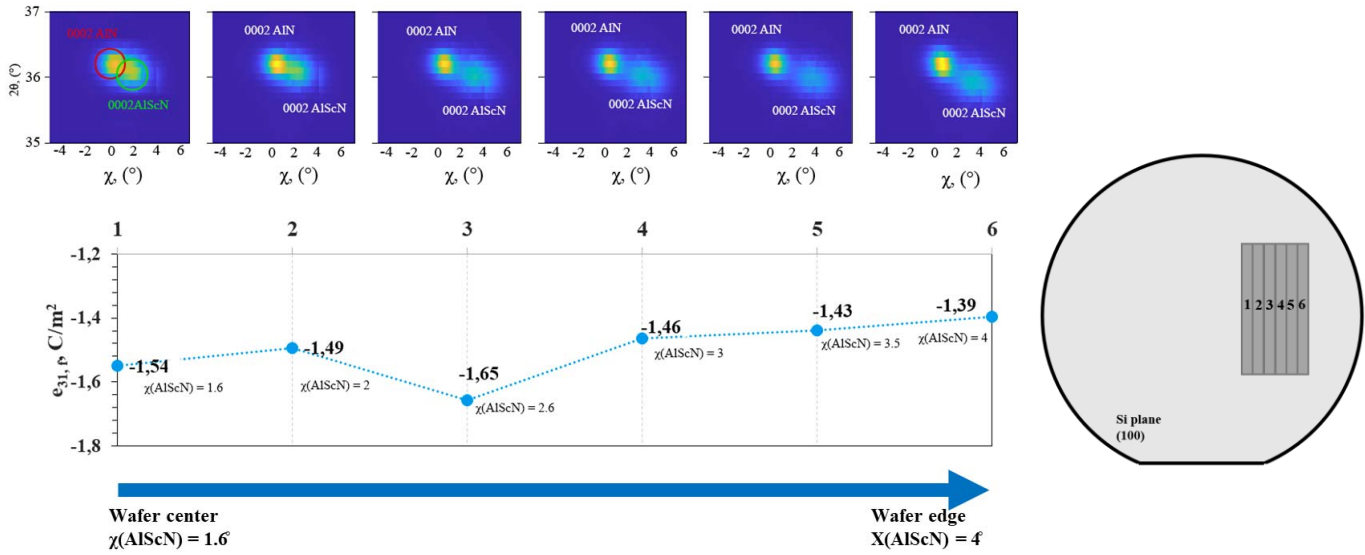 37
36
35
2θ, (°)
0002 AlN
0002AlScN
-4 -2 0 2 4 6
χ, (°)
0002 AlN
0002 AlScN
-4 -2 0 2 4 6
χ, (°)
0002 AlN
0002 AlScN
-4 -2 0 2 4 6
χ, (°)
0002 AlN
0002 AlScN
-4 -2 0 2 4 6
χ, (°)
0002 AlN
0002 AlScN
-4 -2 0 2 4 6
χ, (°)
0002 AlN
0002 AlScN
-4 -2 0 2 4 6
χ, (°)
1 2 3 4 5 6
-1,2
-1,4
-1,6
-1,8
e31, f, C/m²
-1,54
χ(AlScN) = 1.6
-1,49
χ(AlScN) = 2
-1,65
χ(AlScN) = 2.6
-1,46
χ(AlScN) = 3
-1,43
χ(AlScN) = 3.5
-1,39
χ(AlScN) = 4
Wafer center
χ(AlScN) = 1.6°
Wafer edge
X(AlScN) = 4°
1 2 3 4 5 6
Si plane
(100)